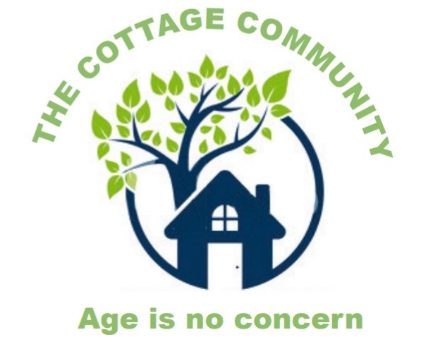 THE COTTAGE COMMUNITY
Age is no concern